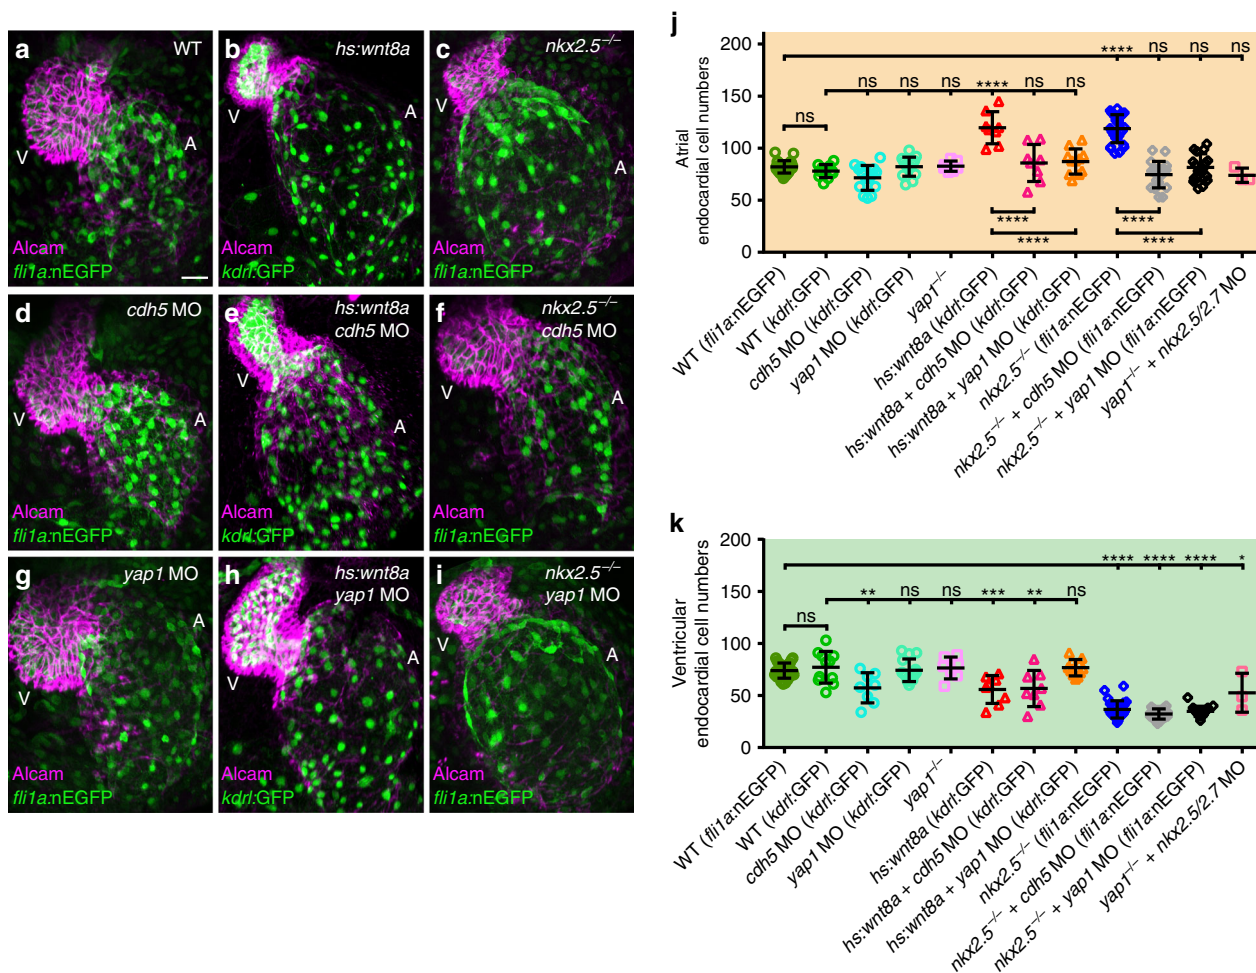 a WT
V
A
Alcam
fli1a:nEGFP
b hs:wnt8a
V
A
Alcam
kdrl:GFP
c nkx2.5−/−
V
A
Alcam
fli1a:nEGFP
d cdh5 MO
V
A
Alcam
fli1a:nEGFP
e hs:wnt8a
cdh5 MO
V
A
Alcam
kdrl:GFP
f nkx2.5−/−
cdh5 MO
V
A
Alcam
fli1a:nEGFP
g yap1 MO
V
A
Alcam
fli1a:nEGFP
h hs:wnt8a
yap1 MO
V
A
Alcam
kdrl:GFP
i nkx2.5−/−
yap1 MO
V
A
Alcam
fli1a:nEGFP
j
Atrial
endocardial cell numbers
200
150
100
50
0
**** ns ns ns
ns ns ns **** ns ns
ns
**** ****
**** ****
WT (fli1a:nEGFP)
WT (kdrl:GFP)
cdh5 MO (kdrl:GFP)
yap1 MO (kdrl:GFP)
yap1−/−
hs:wnt8a (kdrl:GFP)
hs:wnt8a + cdh5 MO (kdrl:GFP)
hs:wnt8a + yap1 MO (kdrl:GFP)
nkx2.5−/− (fli1a:nEGFP)
nkx2.5−/− + cdh5 MO (fli1a:nEGFP)
nkx2.5−/− + yap1 MO (fli1a:nEGFP)
yap1−/− + nkx2.5/2.7 MO
k
Ventricular
endocardial cell numbers
200
150
100
50
0
**** **** **** *
** ns ns *** ** ns
ns
WT (fli1a:nEGFP)
WT (kdrl:GFP)
cdh5 MO (kdrl:GFP)
yap1 MO (kdrl:GFP)
yap1−/−
hs:wnt8a (kdrl:GFP)
hs:wnt8a + cdh5 MO (kdrl:GFP)
hs:wnt8a + yap1 MO (kdrl:GFP)
nkx2.5−/− (fli1a:nEGFP)
nkx2.5−/− + cdh5 MO (fli1a:nEGFP)
nkx2.5−/− + yap1 MO (fli1a:nEGFP)
yap1−/− + nkx2.5/2.7 MO